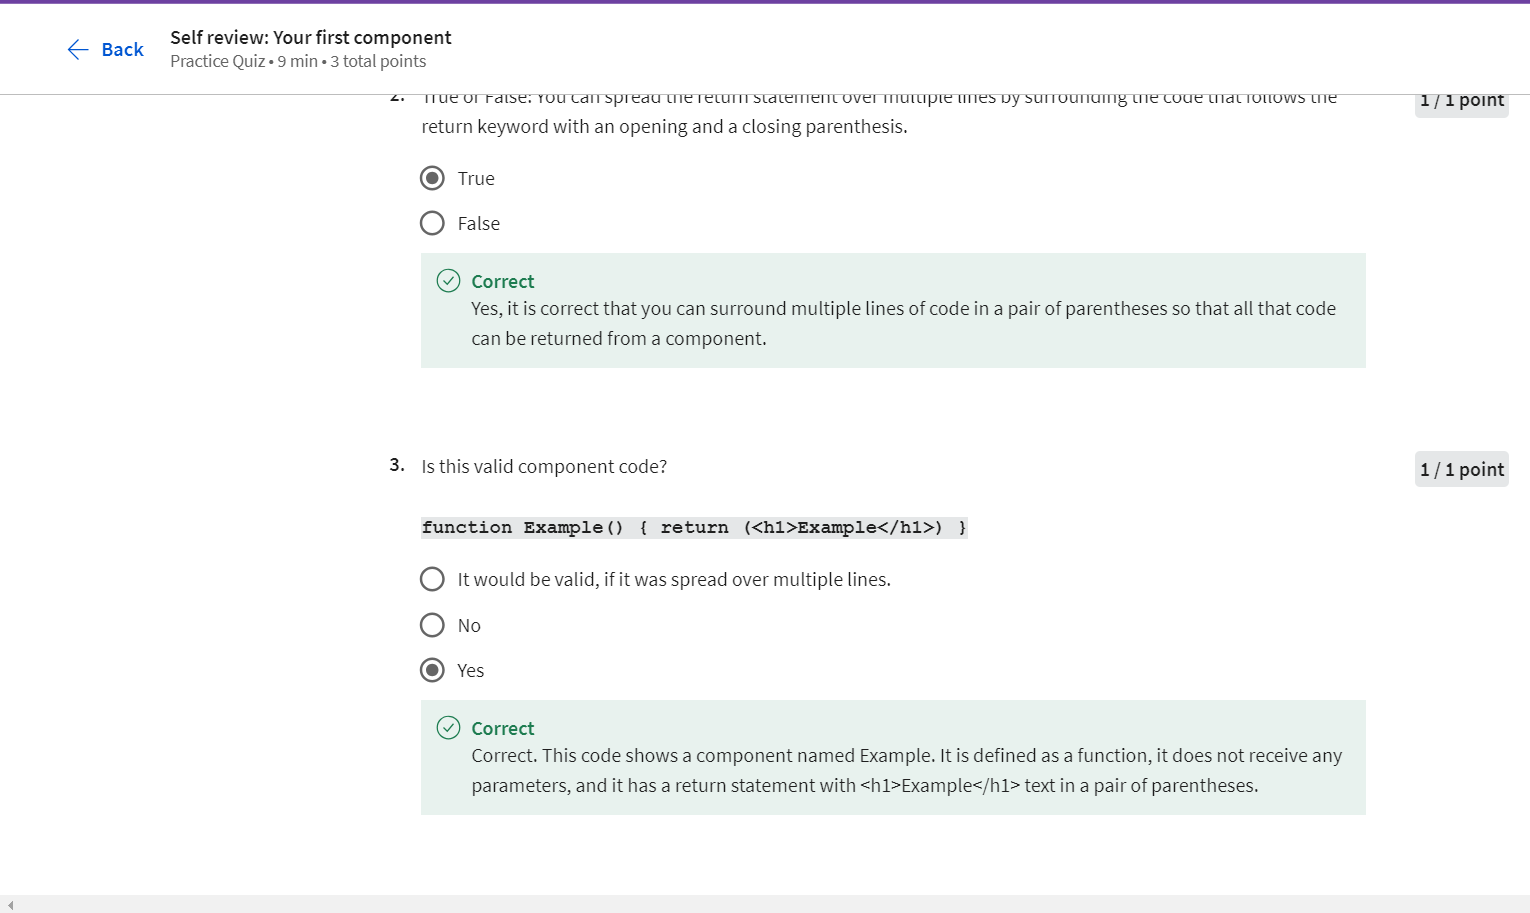 Back
Self review: Your first component
Practice Quiz • 9 min • 3 total points
2. True or False: You can spread the return statement over multiple lines by surrounding the code that follows the
1 / 1 point
return keyword with an opening and a closing parenthesis.
True
False
Correct
Yes, it is correct that you can surround multiple lines of code in a pair of parentheses so that all that code
can be returned from a component.
3. Is this valid component code?
1 / 1 point
function Example() { return (<h1>Example</h1>) }
It would be valid, if it was spread over multiple lines.
No
Yes
Correct
Correct. This code shows a component named Example. It is defined as a function, it does not receive any
parameters, and it has a return statement with <h1>Example</h1> text in a pair of parentheses.